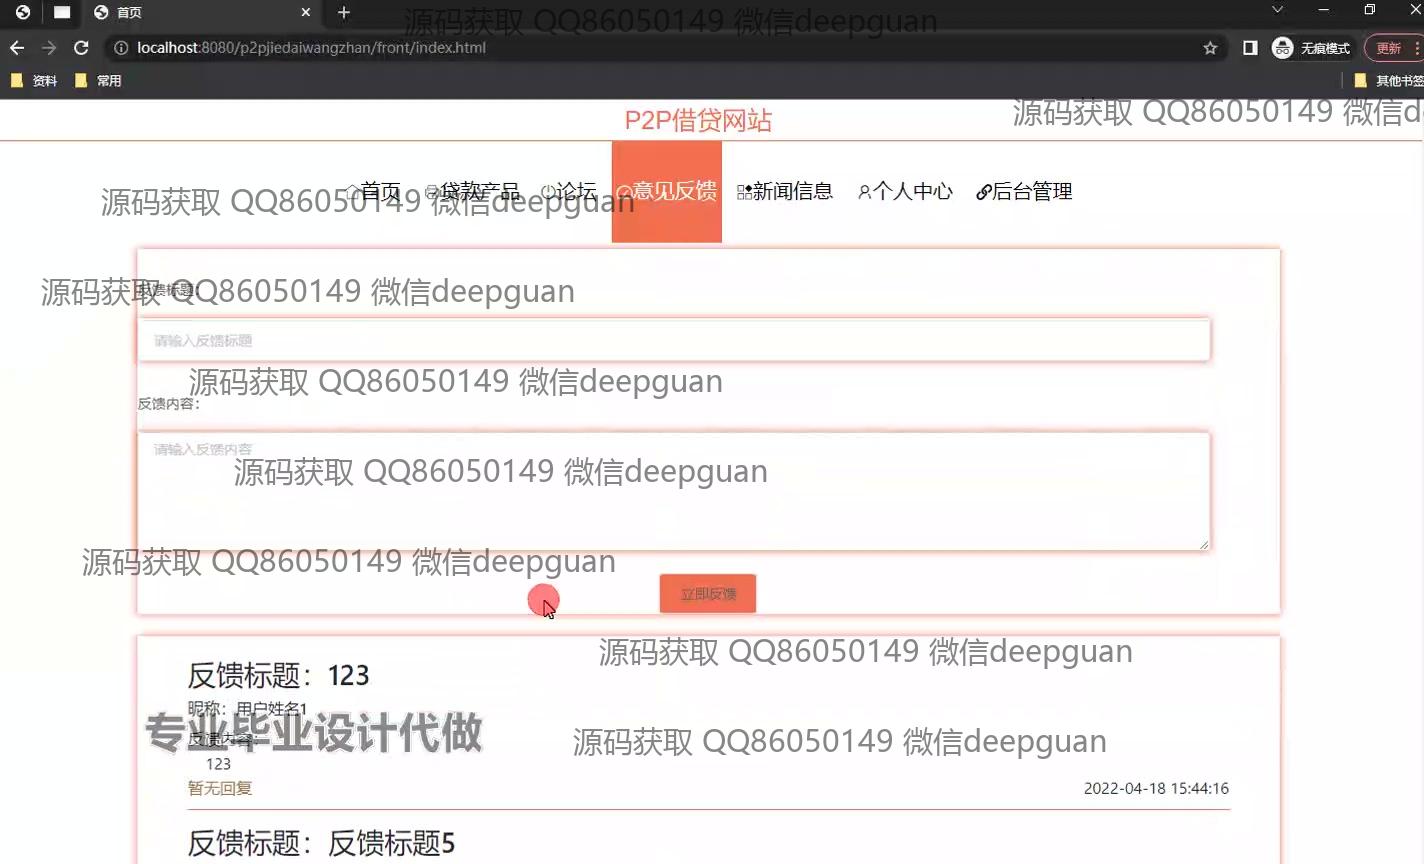 首页
源码获取 QQ86050149 微信deepguan
localhost:8080/p2pjiedaiwangzhan/front/index.html
无痕模式
更新
资料
常用
其他书签
P2P借贷网站
源码获取 QQ86050149 微信d
首页
贷款产品
论坛
意见反馈
新闻信息
个人中心
后台管理
源码获取 QQ86050149 微信deepguan
反馈标题:
源码获取 QQ86050149 微信deepguan
请输入反馈标题
源码获取 QQ86050149 微信deepguan
反馈内容:
请输入反馈内容
源码获取 QQ86050149 微信deepguan
源码获取 QQ86050149 微信deepguan
立即反馈
源码获取 QQ86050149 微信deepguan
反馈标题：123
昵称：用户姓名1
专业毕业设计代做
反馈内容:
源码获取 QQ86050149 微信deepguan
123
暂无回复
2022-04-18 15:44:16
反馈标题：反馈标题5